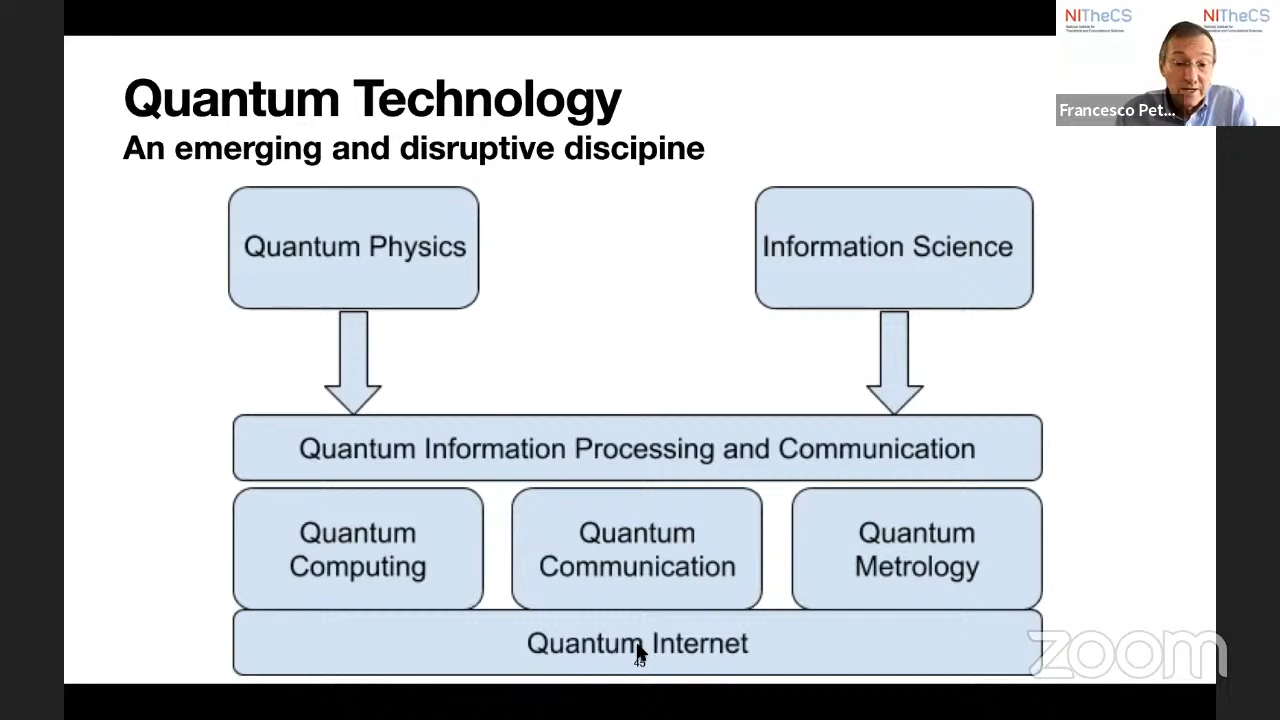 Quantum Technology
An emerging and disruptive discipine
Quantum Physics
Information Science
Quantum Information Processing and Communication
Quantum
Computing
Quantum
Communication
Quantum
Metrology
Quantum Internet
45
NITheCS
NITheCS
Francesco Pet...
zoom